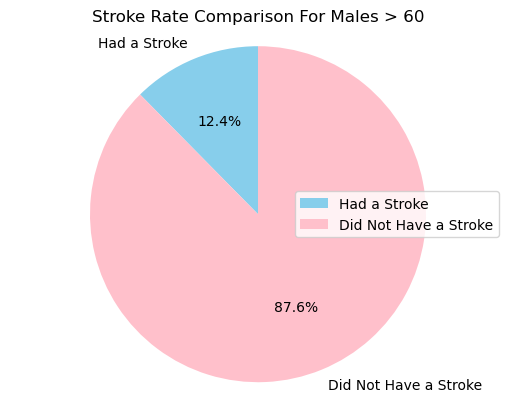 Stroke Rate Comparison For Males > 60
Had a Stroke
12.4%
Had a Stroke
Did Not Have a Stroke
87.6%
Did Not Have a Stroke